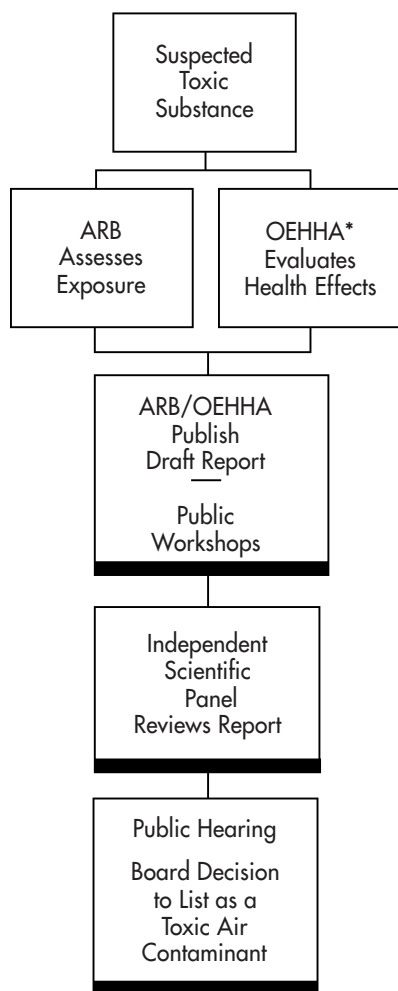 Suspected
Toxic
Substance
ARB
Assesses
Exposure
OEHHA*
Evaluates
Health Effects
ARB/OEHHA
Publish
Draft Report
Public
Workshops
Independent
Scientific
Panel
Reviews Report
Public Hearing
Board Decision
to List as a
Toxic Air
Contaminant